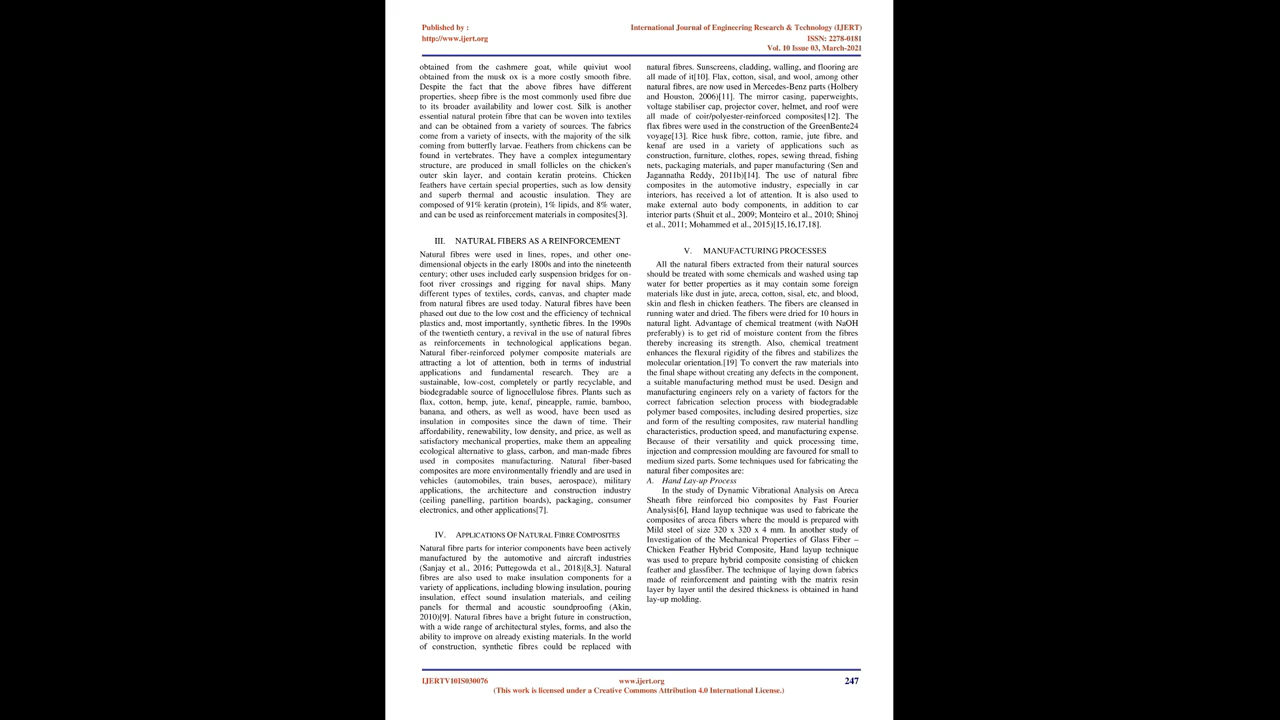 Published by :
http://www.ijert.org
International Journal of Engineering Research & Technology (IJERT)
ISSN: 2278-0181
Vol. 10 Issue 03, March-2021
obtained from the cashmere goat, while quiviut wool
obtained from the musk ox is a more costly smooth fibre.
Despite the fact that the above fibres have different
properties, sheep fibre is the most commonly used fibre due
to its broader availability and lower cost. Silk is another
essential natural protein fibre that can be woven into textiles
and can be obtained from a variety of sources. The fabrics
come from a variety of insects, with the majority of the silk
coming from butterfly larvae. Feathers from chickens can be
found in vertebrates. They have a complex integumentary
structure, are produced in small follicles on the chicken's
outer skin layer, and contain keratin proteins. Chicken
feathers have certain special properties, such as low density
and superb thermal and acoustic insulation. They are
composed of 91% keratin (protein), 1% lipids, and 8% water,
and can be used as reinforcement materials in composites[3].
III. NATURAL FIBERS AS A REINFORCEMENT
Natural fibres were used in lines, ropes, and other one-
dimensional objects in the early 1800s and into the nineteenth
century; other uses included early suspension bridges for on-
foot river crossings and rigging for naval ships. Many
different types of textiles, cords, canvas, and chapter made
from natural fibres are used today. Natural fibres have been
phased out due to the low cost and the efficiency of technical
plastics and, most importantly, synthetic fibres. In the 1990s
of the twentieth century, a revival in the use of natural fibres
as reinforcements in technological applications began.
Natural fiber-reinforced polymer composite materials are
attracting a lot of attention, both in terms of industrial
applications and fundamental research. They are a
sustainable, low-cost, completely or partly recyclable, and
biodegradable source of lignocellulose fibres. Plants such as
flax, cotton, hemp, jute, kenaf, pineapple, ramie, bamboo,
banana, and others, as well as wood, have been used as
insulation in composites since the dawn of time. Their
affordability, renewability, low density, and price, as well as
satisfactory mechanical properties, make them an appealing
ecological alternative to glass, carbon, and man-made fibres
used in composites manufacturing. Natural fiber-based
composites are more environmentally friendly and are used in
vehicles (automobiles, train buses, aerospace), military
applications, the architecture and construction industry
(ceiling panelling, partition boards), packaging, consumer
electronics, and other applications[7].
IV. APPLICATIONS OF NATURAL FIBRE COMPOSITES
Natural fibre parts for interior components have been actively
manufactured by the automotive and aircraft industries
(Sanjay et al., 2016; Puttegowda et al., 2018)[8,3]. Natural
fibres are also used to make insulation components for a
variety of applications, including blowing insulation, pouring
insulation, effect sound insulation materials, and ceiling
panels for thermal and acoustic soundproofing (Akin,
2010)[9]. Natural fibres have a bright future in construction,
with a wide range of architectural styles, forms, and also the
ability to improve on already existing materials. In the world
of construction, synthetic fibres could be replaced with
natural fibres. Sunscreens, cladding, walling, and flooring are
all made of it[10]. Flax, cotton, sisal, and wool, among other
natural fibres, are now used in Mercedes-Benz parts (Holbery
and Houston, 2006)[11]. The mirror casing, paperweights,
voltage stabiliser cap, projector cover, helmet, and roof were
all made of coir/polyester-reinforced composites[12]. The
flax fibres were used in the construction of the GreenBente24
voyage[13]. Rice husk fibre, cotton, ramie, jute fibre, and
kenaf are used in a variety of applications such as
construction, furniture, clothes, ropes, sewing thread, fishing
nets, packaging materials, and paper manufacturing (Sen and
Jagannatha Reddy, 2011b)[14]. The use of natural fibre
composites in the automotive industry, especially in car
interiors, has received a lot of attention. It is also used to
make external auto body components, in addition to car
interior parts (Shuit et al., 2009; Monteiro et al., 2010; Shinoj
et al., 2011; Mohammed et al., 2015)[15,16,17,18].
V. MANUFACTURING PROCESSES
All the natural fibers extracted from their natural sources
should be treated with some chemicals and washed using tap
water for better properties as it may contain some foreign
materials like dust in jute, areca, cotton, sisal, etc, and blood,
skin and flesh in chicken feathers. The fibers are cleansed in
running water and dried. The fibers were dried for 10 hours in
natural light. Advantage of chemical treatment (with NaOH
preferably) is to get rid of moisture content from the fibres
thereby increasing its strength. Also, chemical treatment
enhances the flexural rigidity of the fibres and stabilizes the
molecular orientation.[19] To convert the raw materials into
the final shape without creating any defects in the component,
a suitable manufacturing method must be used. Design and
manufacturing engineers rely on a variety of factors for the
correct fabrication selection process with biodegradable
polymer based composites, including desired properties, size
and form of the resulting composites, raw material handling
characteristics, production speed, and manufacturing expense.
Because of their versatility and quick processing time,
injection and compression moulding are favoured for small to
medium sized parts. Some techniques used for fabricating the
natural fiber composites are:
A. Hand Lay-up Process
In the study of Dynamic Vibrational Analysis on Areca
Sheath fibre reinforced bio composites by Fast Fourier
Analysis[6], Hand layup technique was used to fabricate the
composites of areca fibers where the mould is prepared with
Mild steel of size 320 x 320 x 4 mm. In another study of
Investigation of the Mechanical Properties of Glass Fiber –
Chicken Feather Hybrid Composite, Hand layup technique
was used to prepare hybrid composite consisting of chicken
feather and glassfiber. The technique of laying down fabrics
made of reinforcement and painting with the matrix resin
layer by layer until the desired thickness is obtained in hand
lay-up molding.
IJERTV10IS030076
www.ijert.org
247
(This work is licensed under a Creative Commons Attribution 4.0 International License.)